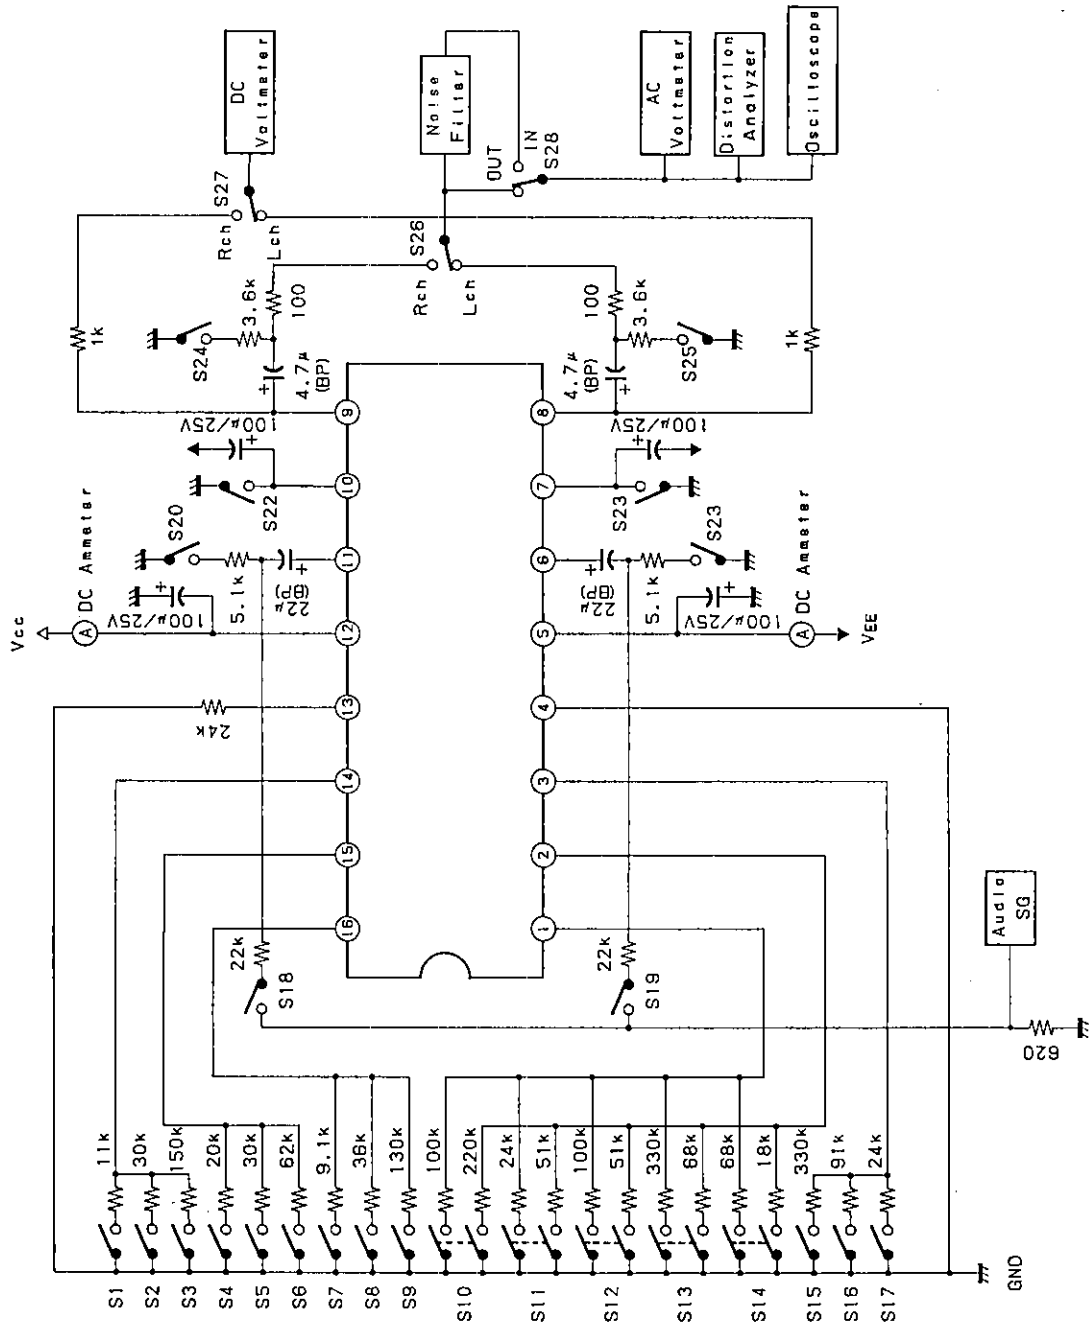 Vcc
DC Ammeter
100μ/25V
24k
S20
5.1k
22μ
(BP)
S22
100μ/25V
S24
3.6k
4.7μ
(BP)
100
1k
S27
Rch
Lch
DC
Voltmeter
S26
Rch
Lch
Noise
Filter
OUT
IN
S28
AC
Voltmeter
Distortion
Analyzer
Oscilloscope
16
15
14
13
12
11
10
9
1
2
3
4
5
6
7
8
22k
S18
22k
S19
22μ
(BP)
5.1k
S23
100μ/25V
DC Ammeter
VEE
S23
100μ/25V
4.7μ
(BP)
3.6k
S25
100
1k
Audio
SG
620
S1
11k
S2
30k
S3
150k
S4
20k
S5
30k
S6
62k
S7
9.1k
S8
36k
S9
130k
S10
100k
220k
S11
24k
51k
S12
100k
51k
S13
330k
68k
S14
68k
18k
S15
330k
S16
91k
S17
24k
GND
A
A